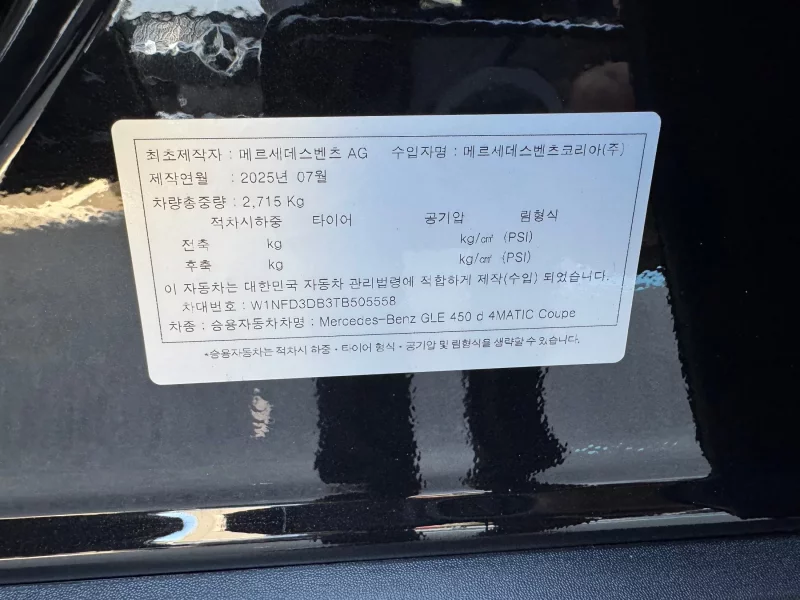 최초제작자 : 메르세데스벤츠 AG 수입자명 : 메르세데스벤츠코리아(주)
제작연월 : 2025년 07월
차량총중량 : 2,715 Kg
적차시하중 타이어 공기압 림형식
전축 kg kg/㎠ (PSI)
후축 kg kg/㎠ (PSI)
이 자동차는 대한민국 자동차 관리법령에 적합하게 제작(수입) 되었습니다.
차대번호 : W1NFD3DB3TB505558
차종 : 승용자동차차명 : Mercedes-Benz GLE 450 d 4MATIC Coupe
*승용자동차는 적차시 하중 · 타이어 형식 · 공기압 및 림형식을 생략할 수 있습니다.